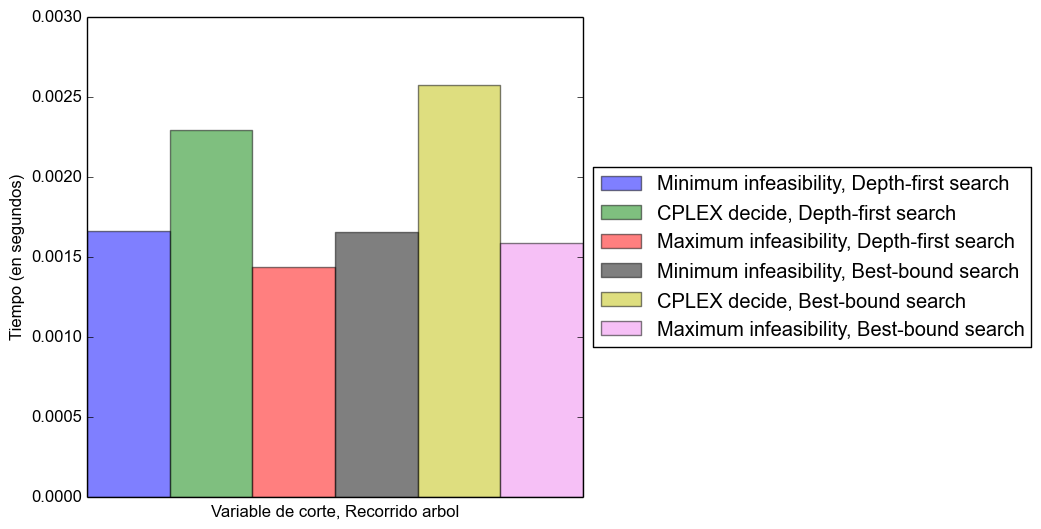 0.0030
0.0025
0.0020
0.0015
0.0010
0.0005
0.0000
Tiempo (en segundos)
Variable de corte, Recorrido arbol
Minimum infeasibility, Depth-first search
CPLEX decide, Depth-first search
Maximum infeasibility, Depth-first search
Minimum infeasibility, Best-bound search
CPLEX decide, Best-bound search
Maximum infeasibility, Best-bound search